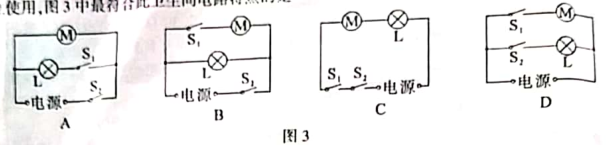 使用,图3中最符合此卫生间电路特点的是
M
L S₁
电源 S₂
A
S₁ M
L
电源 S₂
B
M L
S₁ S₂ 电源
C
S₁ M
S₂ L
电源
D
图3